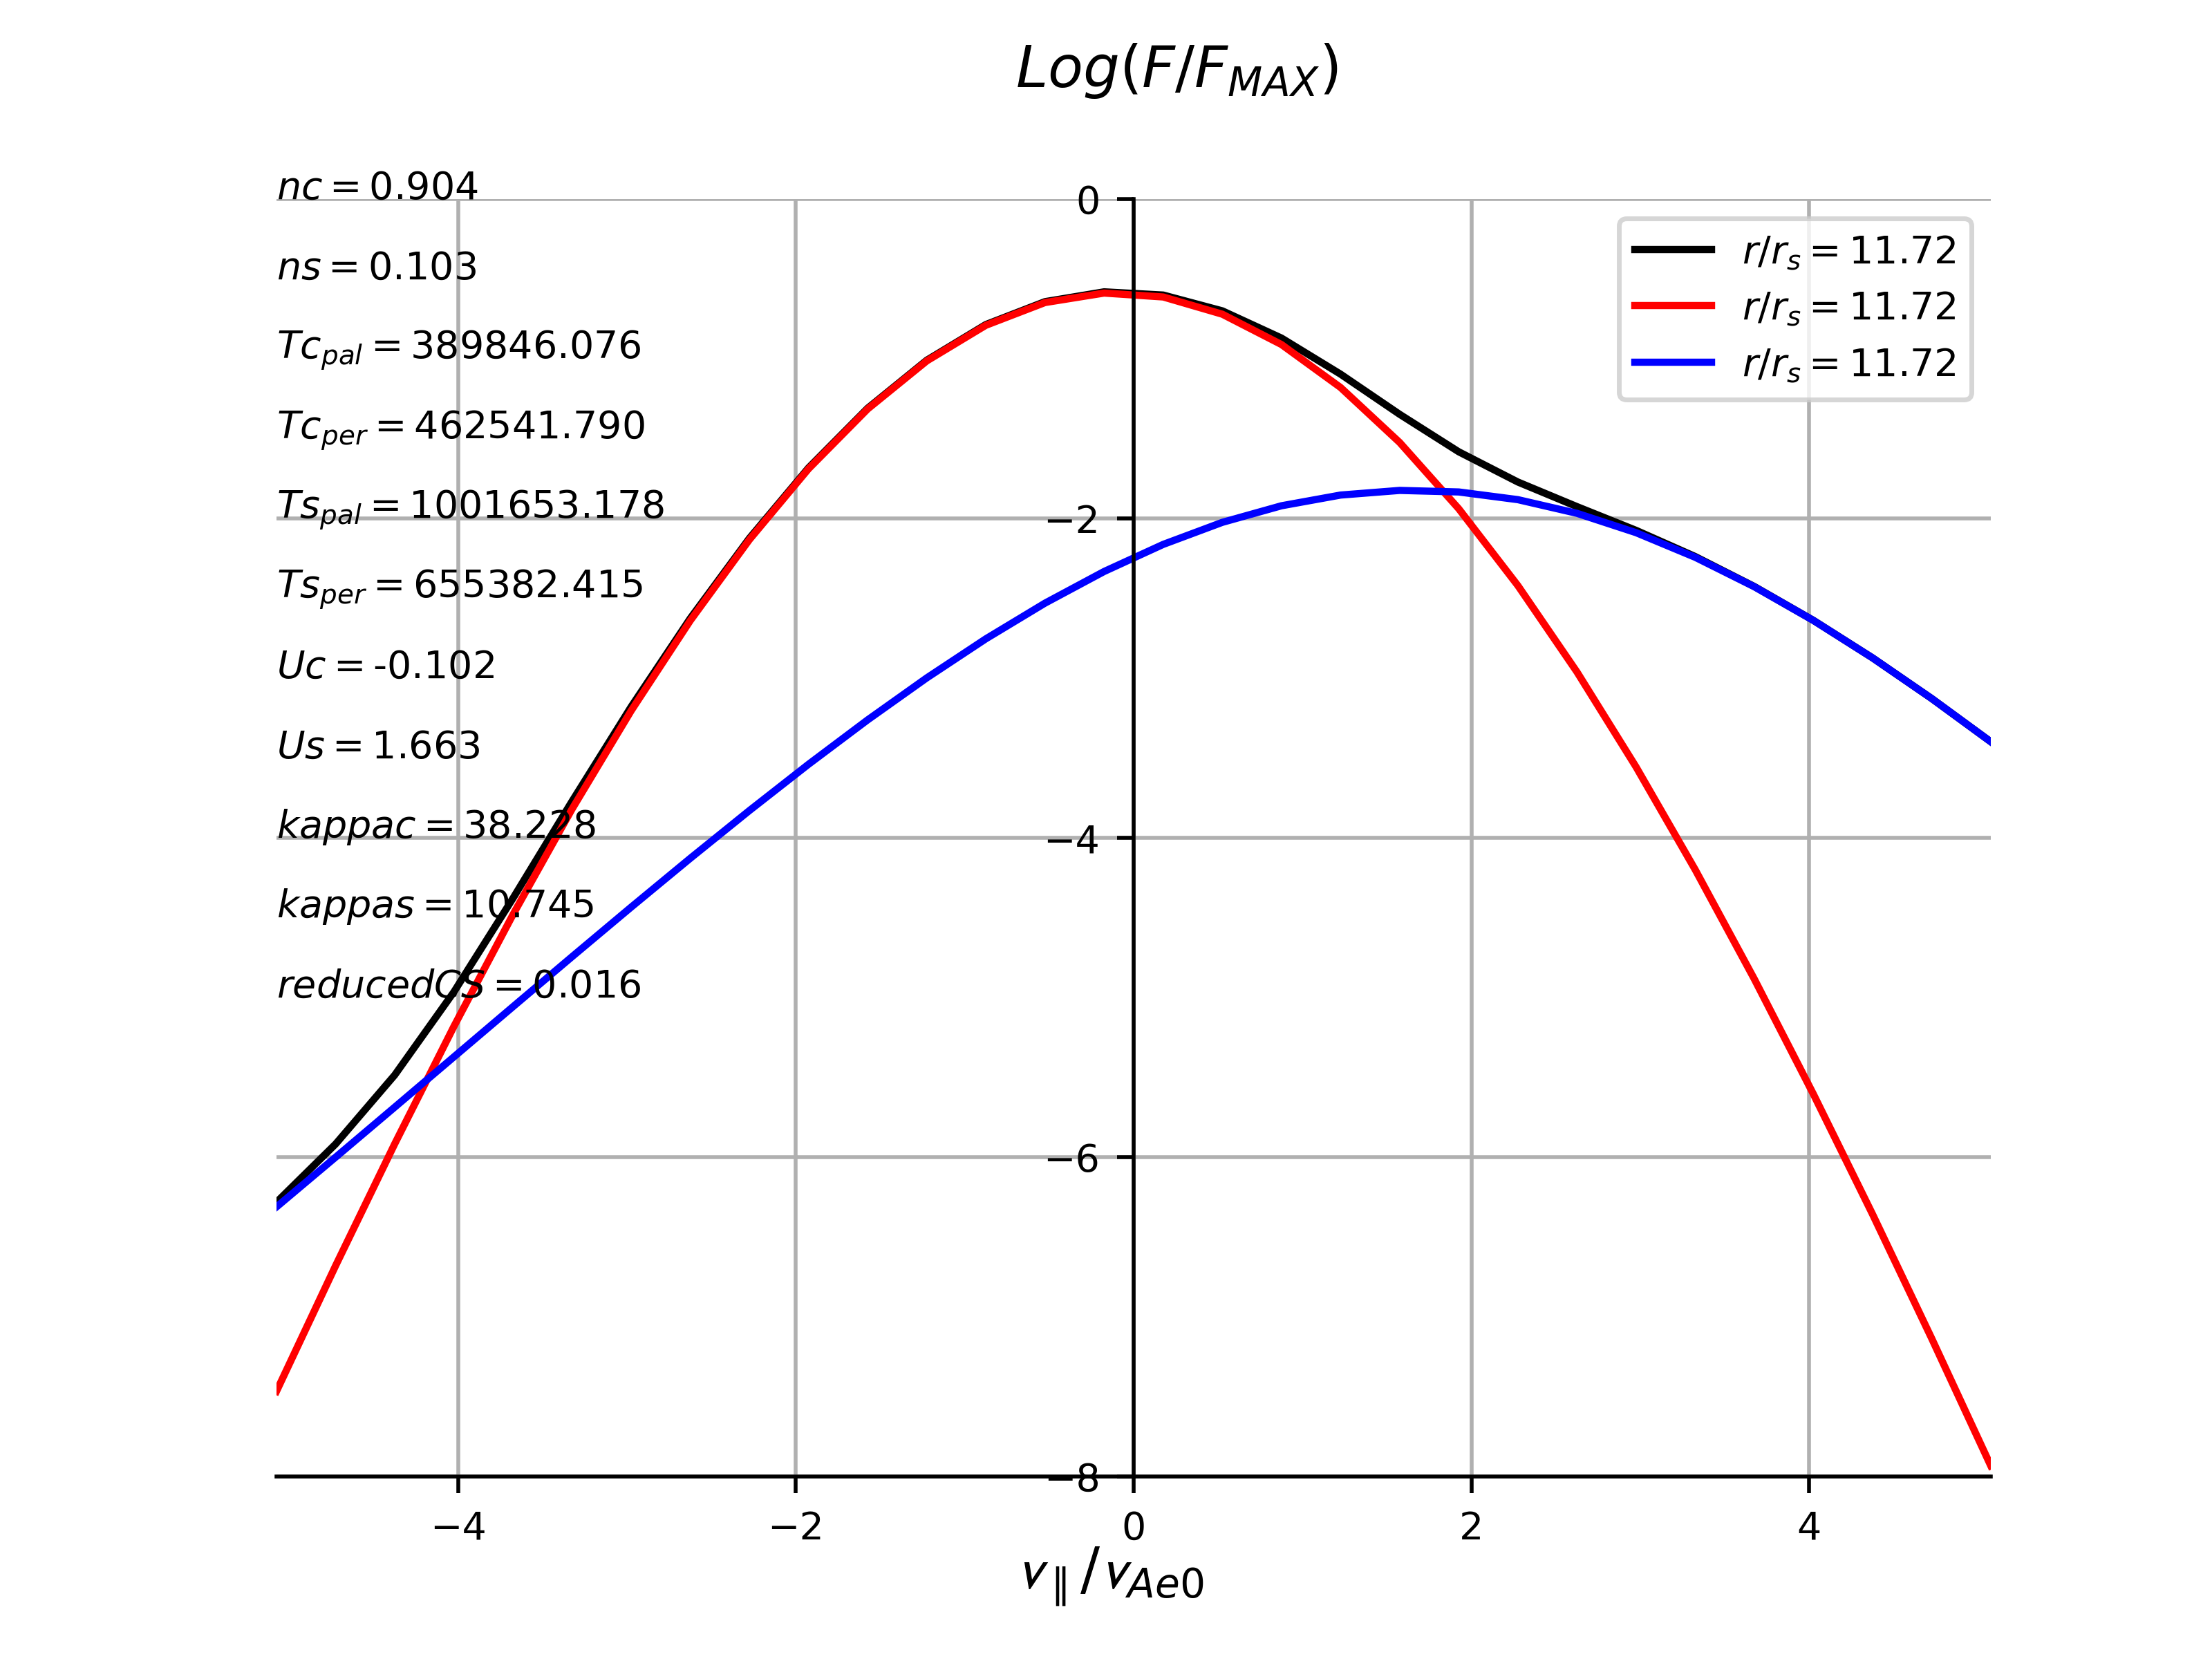 Log(F/F_MAX)
nc = 0.904
ns = 0.103
Tc_pal = 389846.076
Tc_per = 462541.790
Ts_pal = 1001653.178
Ts_per = 655382.415
Uc = -0.102
Us = 1.663
kappac = 38.228
kappas = 10.745
reducedCS = 0.016
0
−2
−4
−6
−8
r/r_s = 11.72
r/r_s = 11.72
r/r_s = 11.72
−4 −2 0 2 4
v_∥/v_Ae0